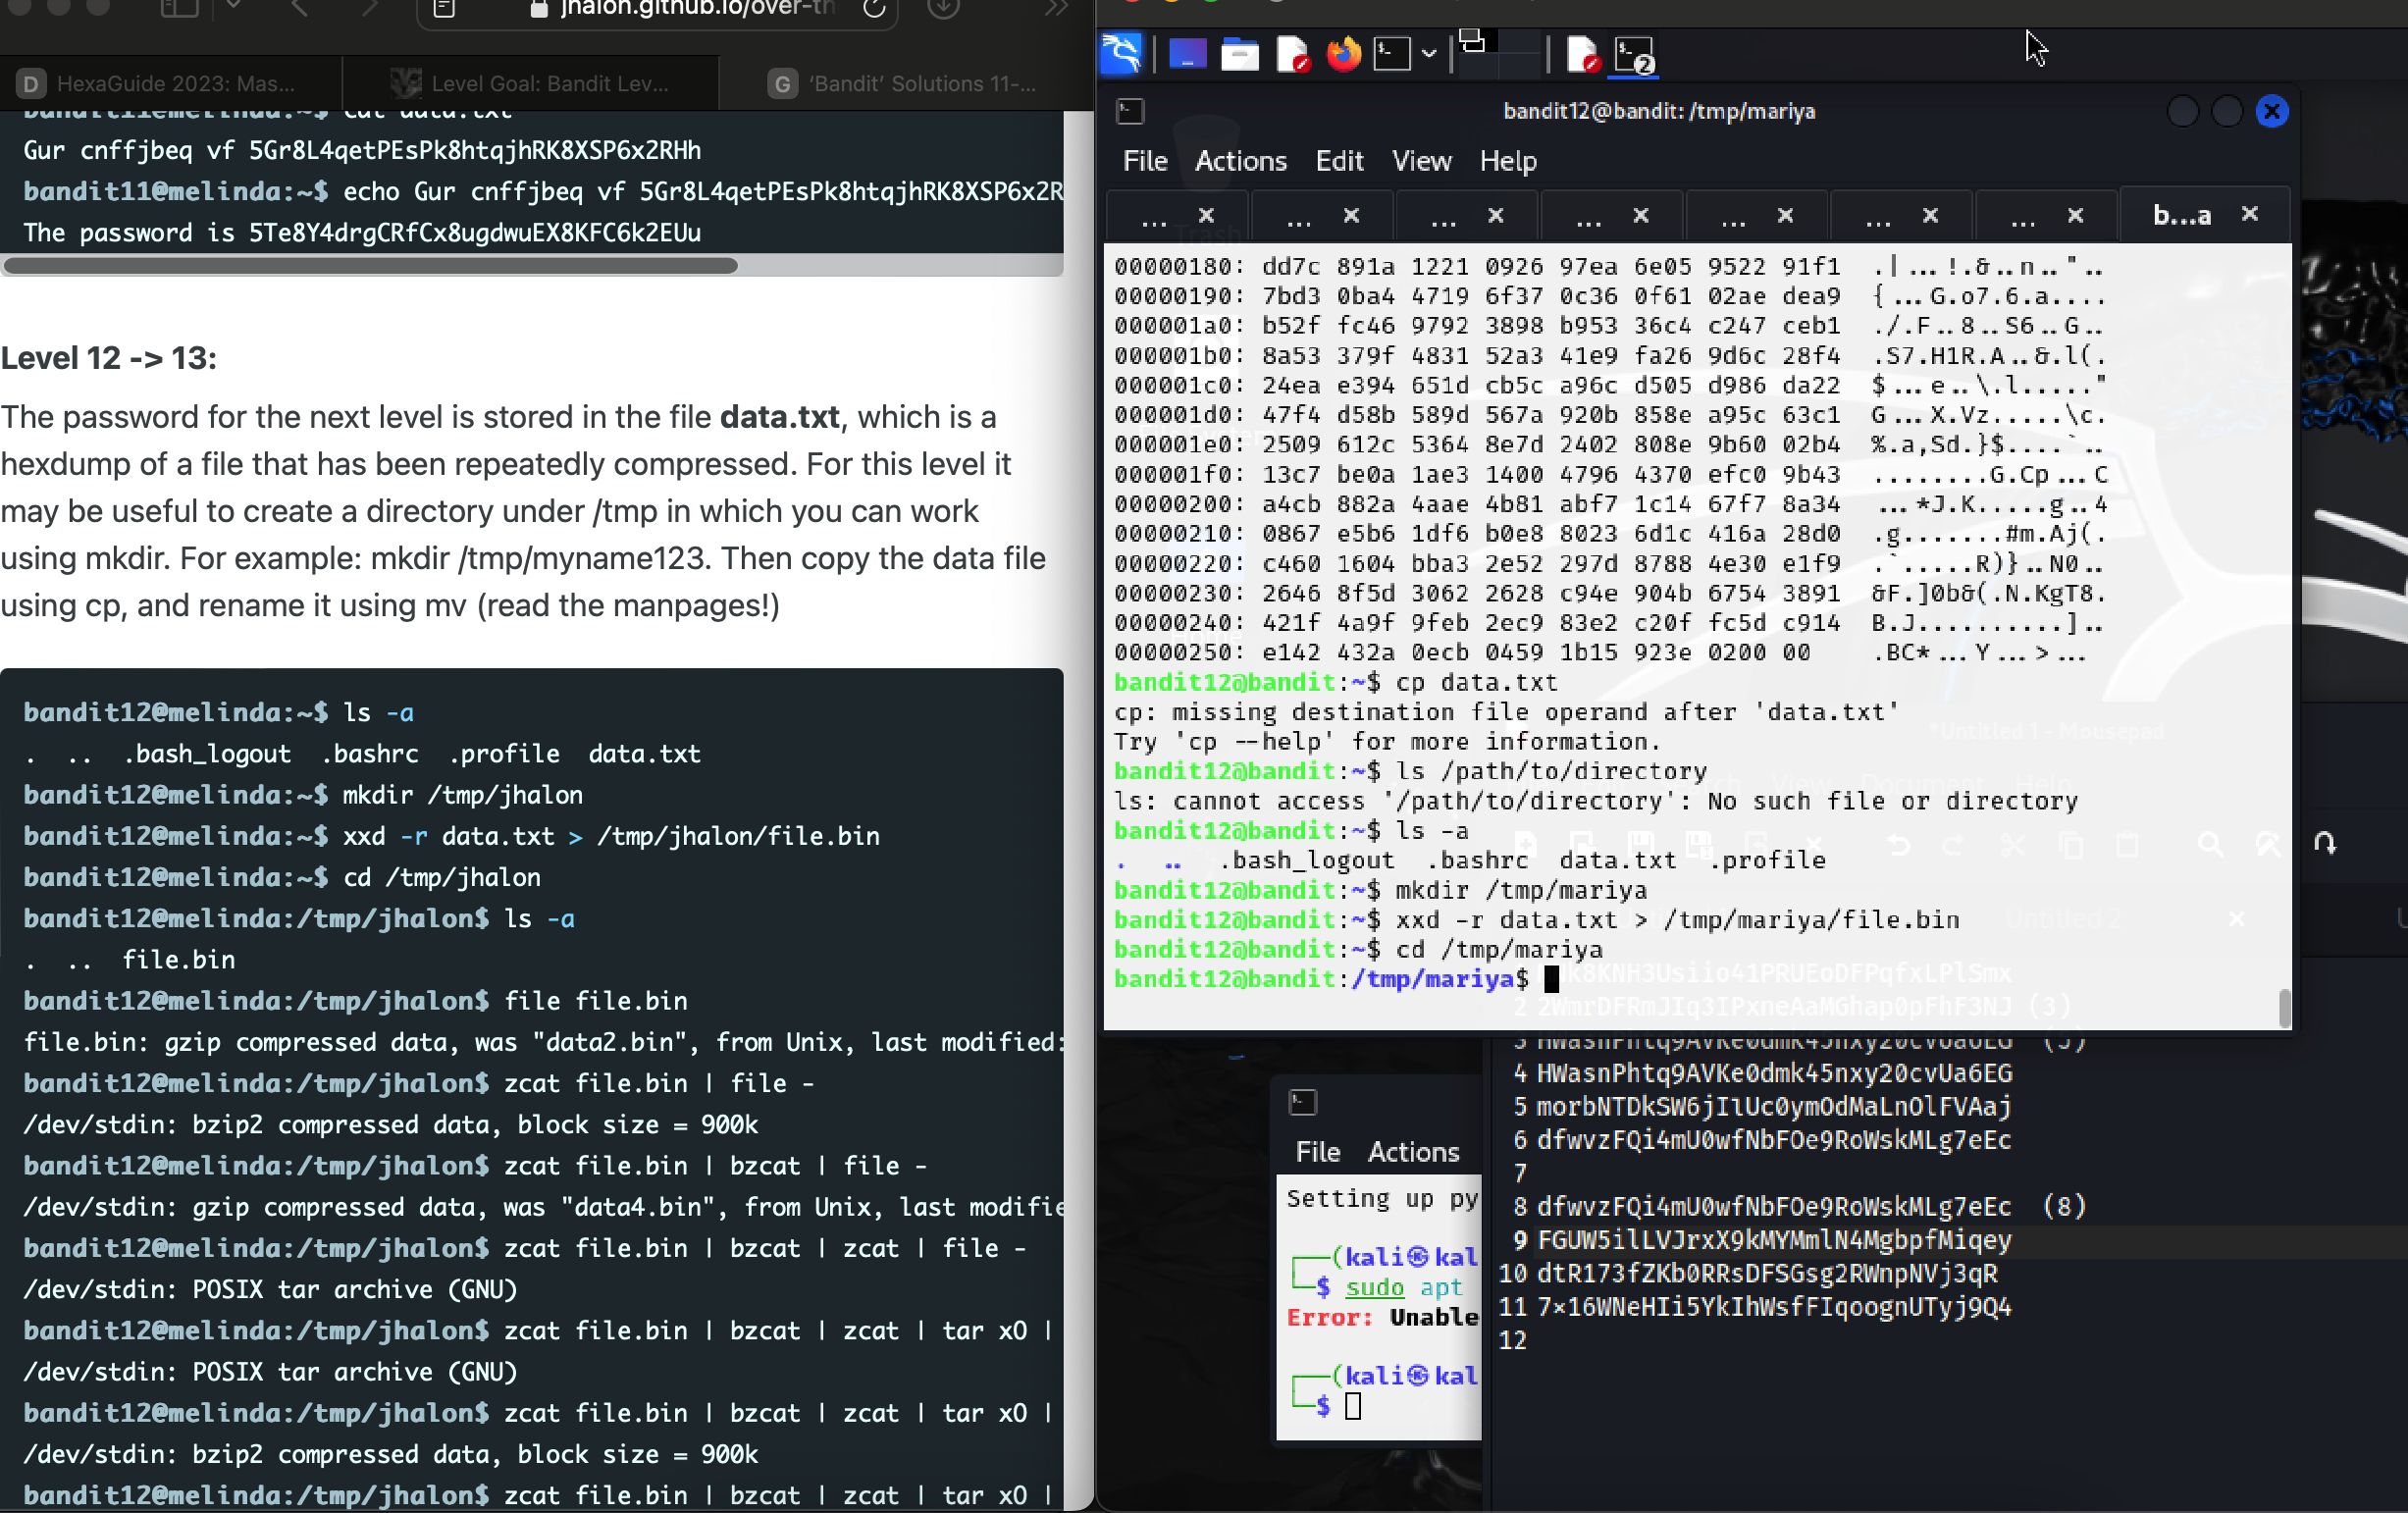 jhalon.github.io/over-th
D HexaGuide 2023: Mas...
Level Goal: Bandit Lev...
G 'Bandit' Solutions 11-...
bandit11@melinda:~$ cat data.txt
Gur cnffjbeq vf 5Gr8L4qetPEsPk8htqjhRK8XSP6x2RHh
bandit11@melinda:~$ echo Gur cnffjbeq vf 5Gr8L4qetPEsPk8htqjhRK8XSP6x2R
The password is 5Te8Y4drgCRfCx8ugdwuEX8KFC6k2EUu
Level 12 -> 13:
The password for the next level is stored in the file data.txt, which is a
hexdump of a file that has been repeatedly compressed. For this level it
may be useful to create a directory under /tmp in which you can work
using mkdir. For example: mkdir /tmp/myname123. Then copy the data file
using cp, and rename it using mv (read the manpages!)
bandit12@melinda:~$ ls -a
. .. .bash_logout .bashrc .profile data.txt
bandit12@melinda:~$ mkdir /tmp/jhalon
bandit12@melinda:~$ xxd -r data.txt > /tmp/jhalon/file.bin
bandit12@melinda:~$ cd /tmp/jhalon
bandit12@melinda:/tmp/jhalon$ ls -a
. .. file.bin
bandit12@melinda:/tmp/jhalon$ file file.bin
file.bin: gzip compressed data, was "data2.bin", from Unix, last modified:
bandit12@melinda:/tmp/jhalon$ zcat file.bin | file -
/dev/stdin: bzip2 compressed data, block size = 900k
bandit12@melinda:/tmp/jhalon$ zcat file.bin | bzcat | file -
/dev/stdin: gzip compressed data, was "data4.bin", from Unix, last modifie
bandit12@melinda:/tmp/jhalon$ zcat file.bin | bzcat | zcat | file -
/dev/stdin: POSIX tar archive (GNU)
bandit12@melinda:/tmp/jhalon$ zcat file.bin | bzcat | zcat | tar xO |
/dev/stdin: POSIX tar archive (GNU)
bandit12@melinda:/tmp/jhalon$ zcat file.bin | bzcat | zcat | tar xO |
/dev/stdin: bzip2 compressed data, block size = 900k
bandit12@melinda:/tmp/jhalon$ zcat file.bin | bzcat | zcat | tar xO |
2
bandit12@bandit: /tmp/mariya
File Actions Edit View Help
... × ... × ... × ... × ... × ... × ... × b...a ×
Trash
00000180: dd7c 891a 1221 0926 97ea 6e05 9522 91f1 .|...!.&..n.."..
00000190: 7bd3 0ba4 4719 6f37 0c36 0f61 02ae dea9 {...G.o7.6.a....
000001a0: b52f fc46 9792 3898 b953 36c4 c247 ceb1 ./.F..8..S6..G..
000001b0: 8a53 379f 4831 52a3 41e9 fa26 9d6c 28f4 .S7.H1R.A..&.l(.
000001c0: 24ea e394 651d cb5c a96c d505 d986 da22 $...e..\.l....."
000001d0: 47f4 d58b 589d 567a 920b 858e a95c 63c1 G...X.Vz.....\c.
000001e0: 2509 612c 5364 8e7d 2402 808e 9b60 02b4 %.a,Sd.}$....`..
000001f0: 13c7 be0a 1ae3 1400 4796 4370 efc0 9b43 ........G.Cp...C
00000200: a4cb 882a 4aae 4b81 abf7 1c14 67f7 8a34 ...*J.K.....g..4
00000210: 0867 e5b6 1df6 b0e8 8023 6d1c 416a 28d0 .g.......#m.Aj(.
00000220: c460 1604 bba3 2e52 297d 8788 4e30 e1f9 .`.....R)}..N0..
00000230: 2646 8f5d 3062 2628 c94e 904b 6754 3891 &F.]0b&(.N.KgT8.
00000240: 421f 4a9f 9feb 2ec9 83e2 c20f fc5d c914 B.J..........]..
00000250: e142 432a 0ecb 0459 1b15 923e 0200 00 .BC*...Y...>...
bandit12@bandit:~$ cp data.txt
cp: missing destination file operand after 'data.txt'
Try 'cp --help' for more information.
bandit12@bandit:~$ ls /path/to/directory
ls: cannot access '/path/to/directory': No such file or directory
bandit12@bandit:~$ ls -a
. .. .bash_logout .bashrc data.txt .profile
bandit12@bandit:~$ mkdir /tmp/mariya
bandit12@bandit:~$ xxd -r data.txt > /tmp/mariya/file.bin
bandit12@bandit:~$ cd /tmp/mariya
bandit12@bandit:/tmp/mariya$
*Untitled 1 - Mousepad
View Document Help
Untitled 2 ×
2 2WmrDFRmJIq3IPxneAaMGhap0pFhF3NJ (3)
3 HWasnPhtq9AVKe0dmk45nxy20cvUa6EG (5)
4 HWasnPhtq9AVKe0dmk45nxy20cvUa6EG
5 morbNTDkSW6jIlUc0ymOdMaLnOlFVAaj
6 dfwvzFQi4mU0wfNbFOe9RoWskMLg7eEc
7
8 dfwvzFQi4mU0wfNbFOe9RoWskMLg7eEc (8)
9 FGUW5ilLVJrxX9kMYMmlN4MgbpfMiqey
10 dtR173fZKb0RRsDFSGsg2RWnpNVj3qR
11 7x16WNeHIi5YkIhWsfFIqoognUTyj9Q4
12
File Actions
Setting up py
(kali㉿kal
$ sudo apt
Error: Unable
(kali㉿kal
$